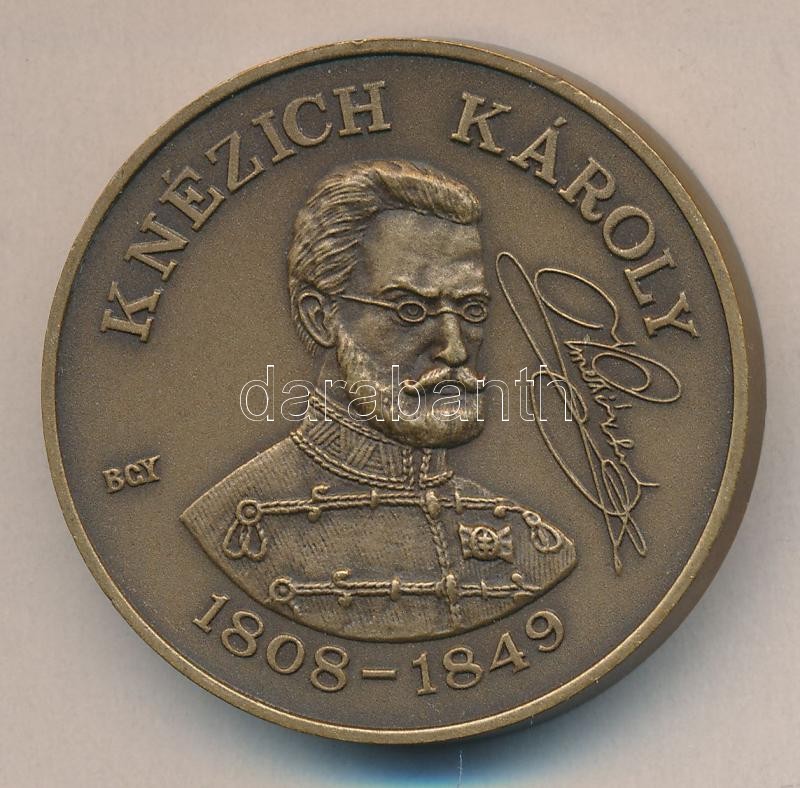 KNÉZICH KÁROLY
darabanth
BGY
1808-1849